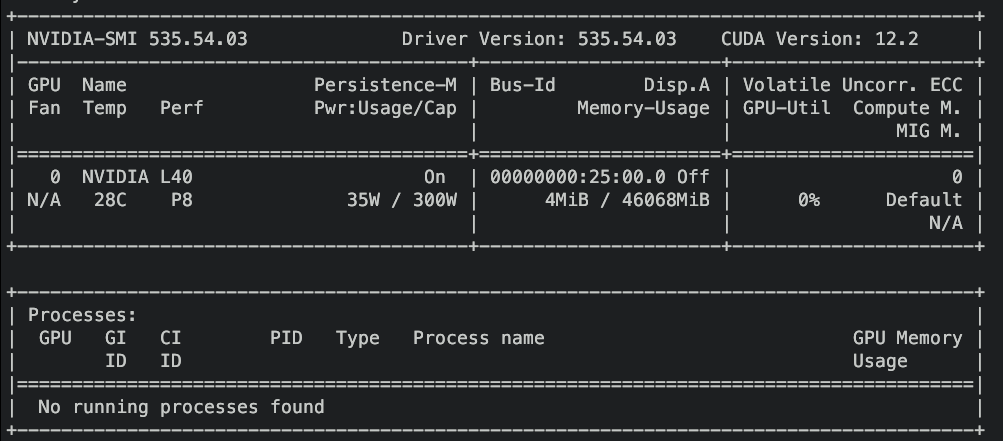 NVIDIA-SMI 535.54.03 Driver Version: 535.54.03 CUDA Version: 12.2
GPU Name Persistence-M | Bus-Id Disp.A | Volatile Uncorr. ECC
Fan Temp Perf Pwr:Usage/Cap | Memory-Usage | GPU-Util Compute M.
MIG M.
0 NVIDIA L40 On | 00000000:25:00.0 Off | 0
N/A 28C P8 35W / 300W | 4MiB / 46068MiB | 0% Default
N/A
Processes:
GPU GI CI PID Type Process name GPU Memory
ID ID Usage
No running processes found